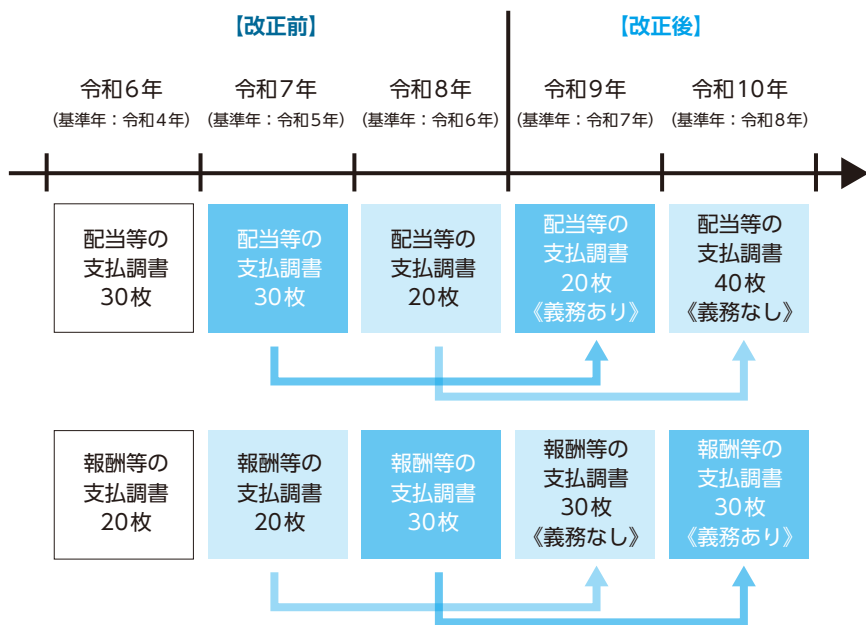 【改正前】
【改正後】
令和6年
(基準年：令和4年)
令和7年
(基準年：令和5年)
令和8年
(基準年：令和6年)
令和9年
(基準年：令和7年)
令和10年
(基準年：令和8年)
配当等の
支払調書
30枚
配当等の
支払調書
30枚
配当等の
支払調書
20枚
配当等の
支払調書
20枚
《義務あり》
配当等の
支払調書
40枚
《義務なし》
報酬等の
支払調書
20枚
報酬等の
支払調書
20枚
報酬等の
支払調書
30枚
報酬等の
支払調書
30枚
《義務なし》
報酬等の
支払調書
30枚
《義務あり》